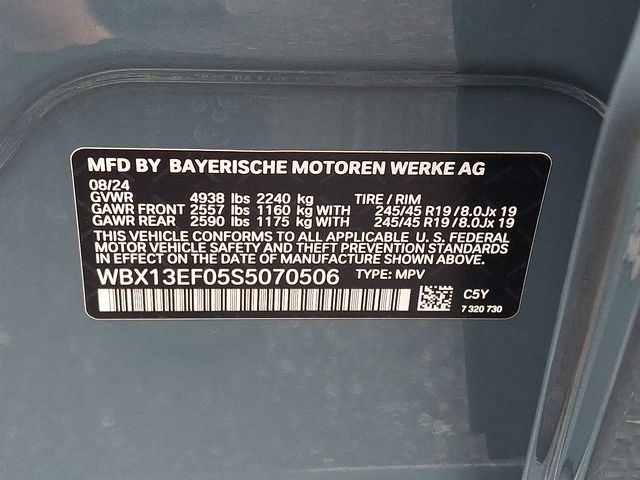 MFD BY BAYERISCHE MOTOREN WERKE AG
08/24
GVWR 4938 lbs 2240 kg TIRE / RIM
GAWR FRONT 2557 lbs 1160 kg WITH 245/45 R19 / 8.0Jx 19
GAWR REAR 2590 lbs 1175 kg WITH 245/45 R19 / 8.0Jx 19
THIS VEHICLE CONFORMS TO ALL APPLICABLE U.S. FEDERAL
MOTOR VEHICLE SAFETY AND THEFT PREVENTION STANDARDS
IN EFFECT ON THE DATE OF MANUFACTURE SHOWN ABOVE.
WBX13EF05S5070506 TYPE: MPV
C5Y
7 320 730